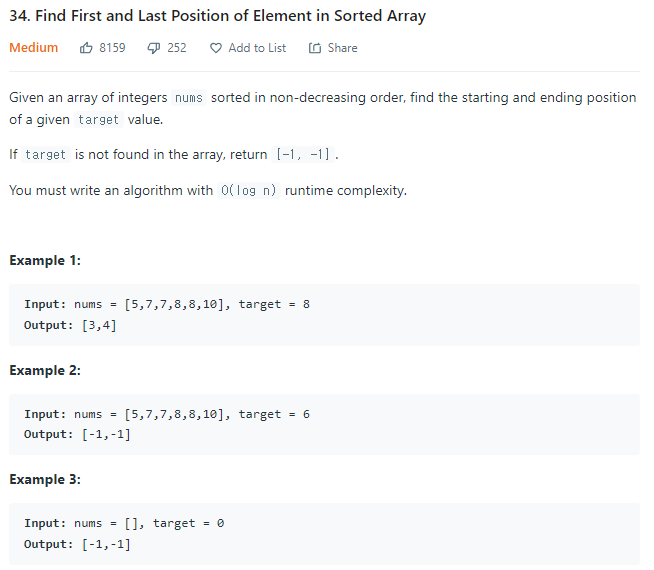 34. Find First and Last Position of Element in Sorted Array
Medium 8159 252 Add to List Share
Given an array of integers nums sorted in non-decreasing order, find the starting and ending position
of a given target value.
If target is not found in the array, return [-1, -1].
You must write an algorithm with O(log n) runtime complexity.
Example 1:
Input: nums = [5,7,7,8,8,10], target = 8
Output: [3,4]
Example 2:
Input: nums = [5,7,7,8,8,10], target = 6
Output: [-1,-1]
Example 3:
Input: nums = [], target = 0
Output: [-1,-1]